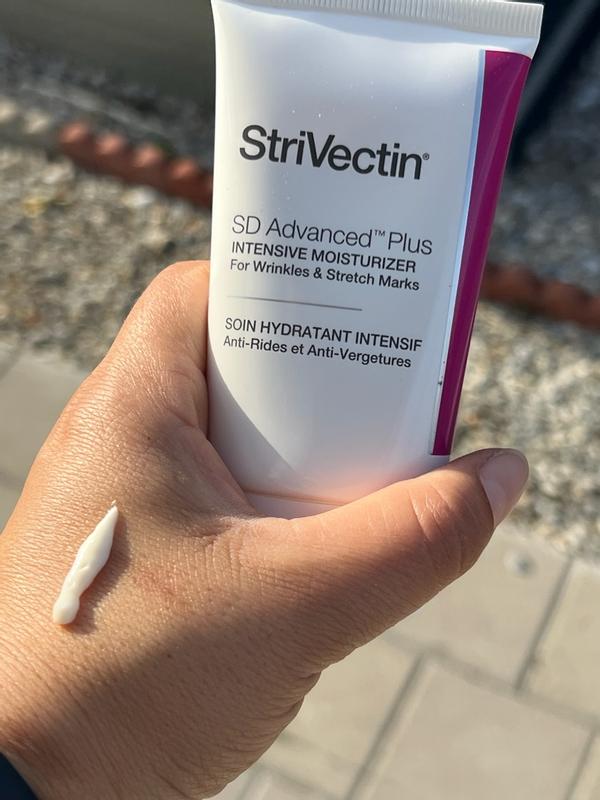 StriVectin®
SD Advanced™ Plus
INTENSIVE MOISTURIZER
For Wrinkles & Stretch Marks
SOIN HYDRATANT INTENSIF
Anti-Rides et Anti-Vergetures